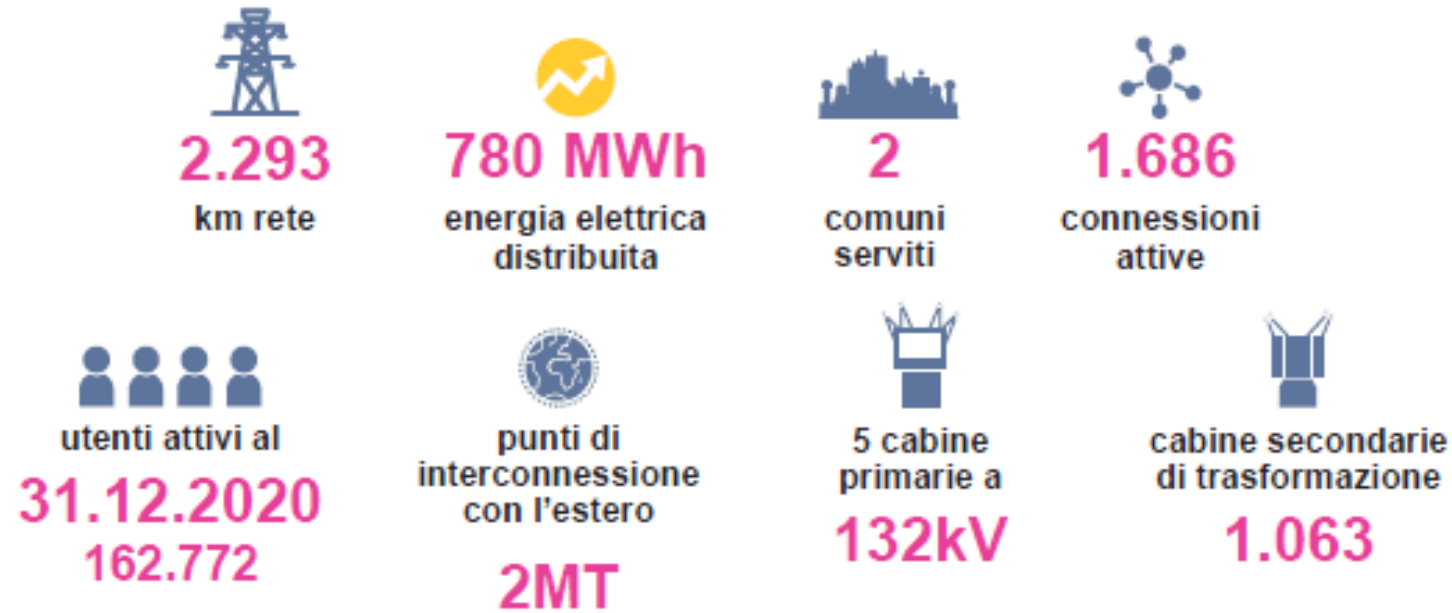 2.293
km rete
780 MWh
energia elettrica
distribuita
2
comuni
serviti
1.686
connessioni
attive
utenti attivi al
31.12.2020
162.772
punti di
interconnessione
con l'estero
2MT
5 cabine
primarie a
132kV
cabine secondarie
di trasformazione
1.063